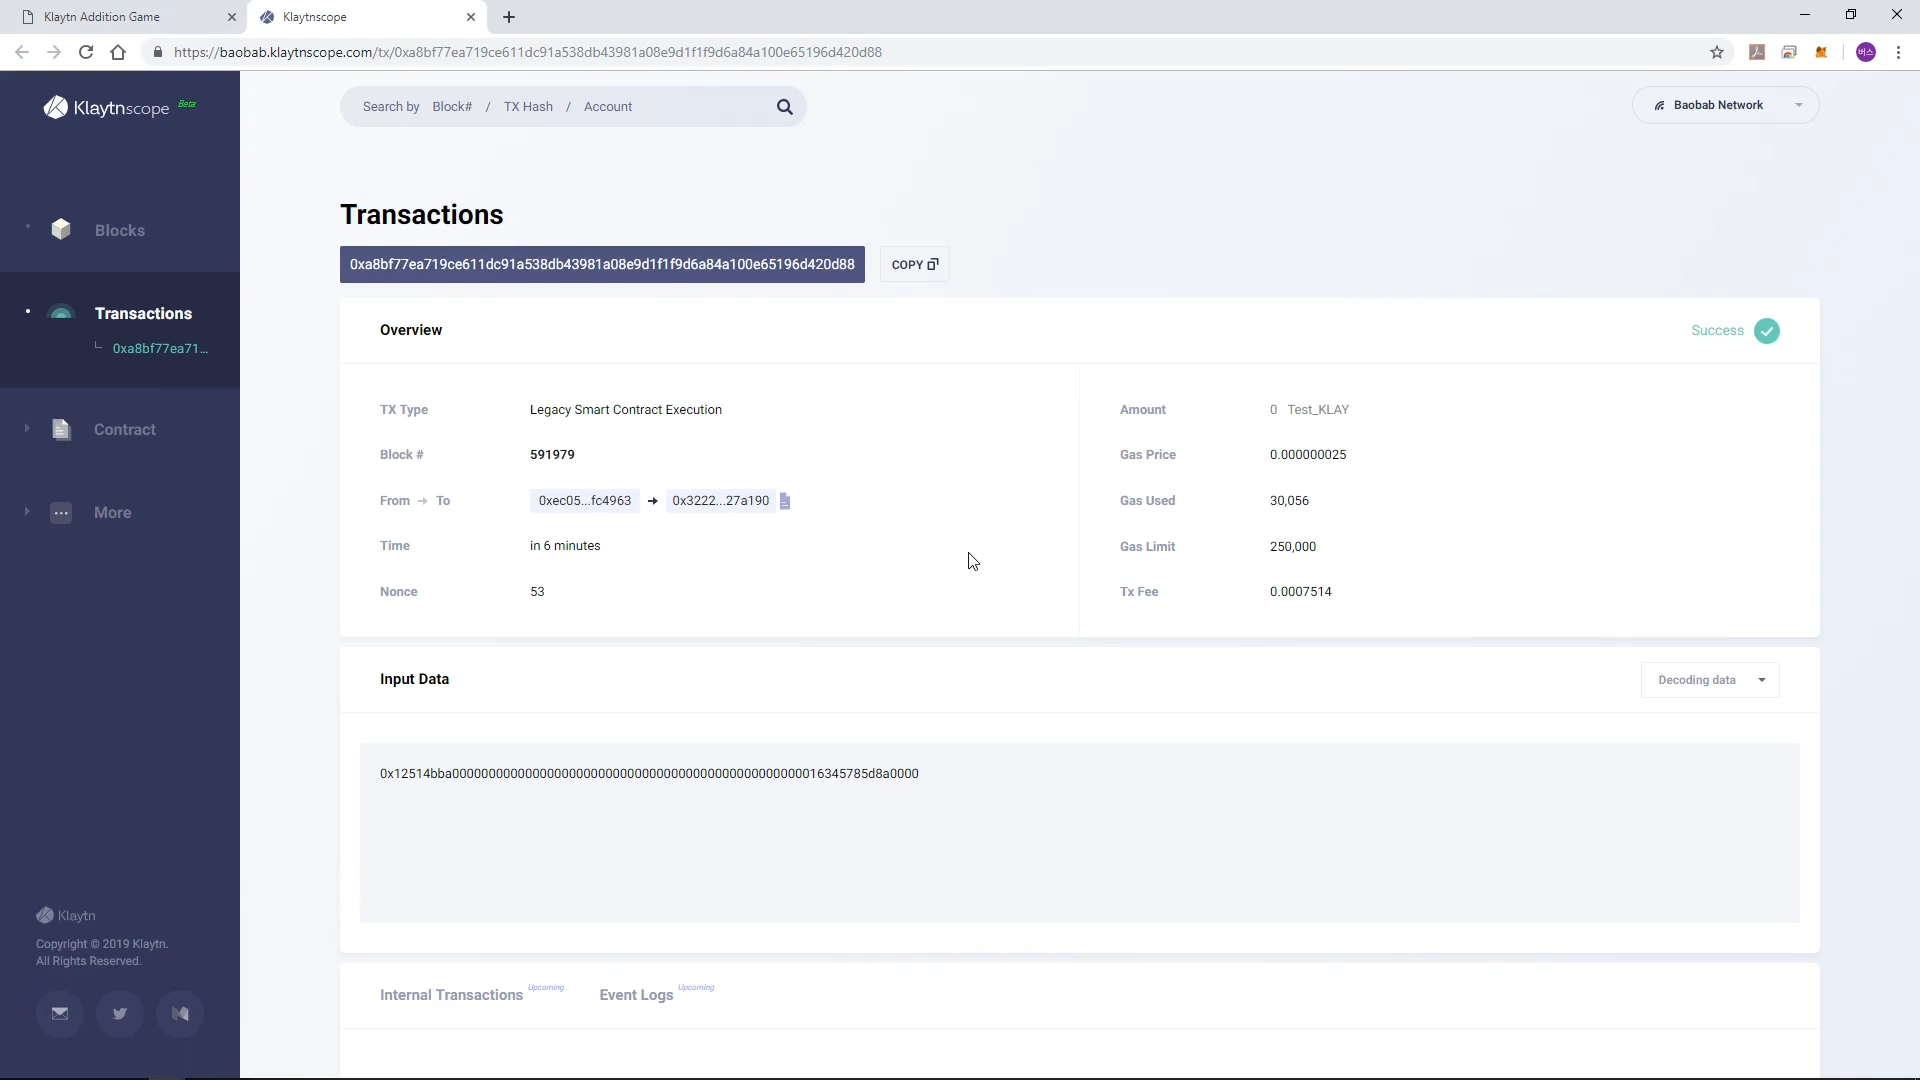 Klaytn Addition Game
Klaytnscope
https://baobab.klaytnscope.com/tx/0xa8bf77ea719ce611dc91a538db43981a08e9d1f1f9d6a84a100e65196d420d88
버스
Klaytnscope Beta
Search by Block# / TX Hash / Account
Baobab Network
Blocks
Transactions
0xa8bf77ea71...
Contract
More
Transactions
0xa8bf77ea719ce611dc91a538db43981a08e9d1f1f9d6a84a100e65196d420d88
COPY
Overview
Success
TX Type Legacy Smart Contract Execution
Block # 591979
From → To 0xec05...fc4963 → 0x3222...27a190
Time in 6 minutes
Nonce 53
Amount 0 Test_KLAY
Gas Price 0.000000025
Gas Used 30,056
Gas Limit 250,000
Tx Fee 0.0007514
Input Data
Decoding data
0x12514bba000000000000000000000000000000000000000000000000016345785d8a0000
Internal Transactions Upcoming
Event Logs Upcoming
Klaytn
Copyright © 2019 Klaytn.
All Rights Reserved.